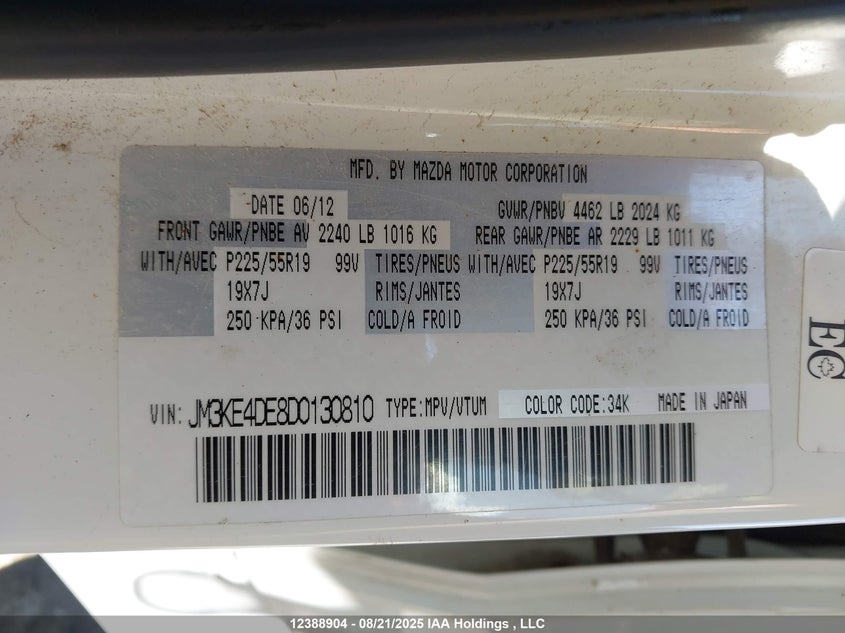 MFD. BY MAZDA MOTOR CORPORATION
DATE 06/12 GVWR/PNBV 4462 LB 2024 KG
FRONT GAWR/PNBE AV 2240 LB 1016 KG REAR GAWR/PNBE AR 2229 LB 1011 KG
WITH/AVEC P225/55R19 99V TIRES/PNEUS WITH/AVEC P225/55R19 99V TIRES/PNEUS
19X7J RIMS/JANTES 19X7J RIMS/JANTES
250 KPA/36 PSI COLD/A FROID 250 KPA/36 PSI COLD/A FROID
VIN: JM3KE4DE8D0130810 TYPE:MPV/VTUM COLOR CODE:34K MADE IN JAPAN
EC
12388904 - 08/21/2025 IAA Holdings , LLC